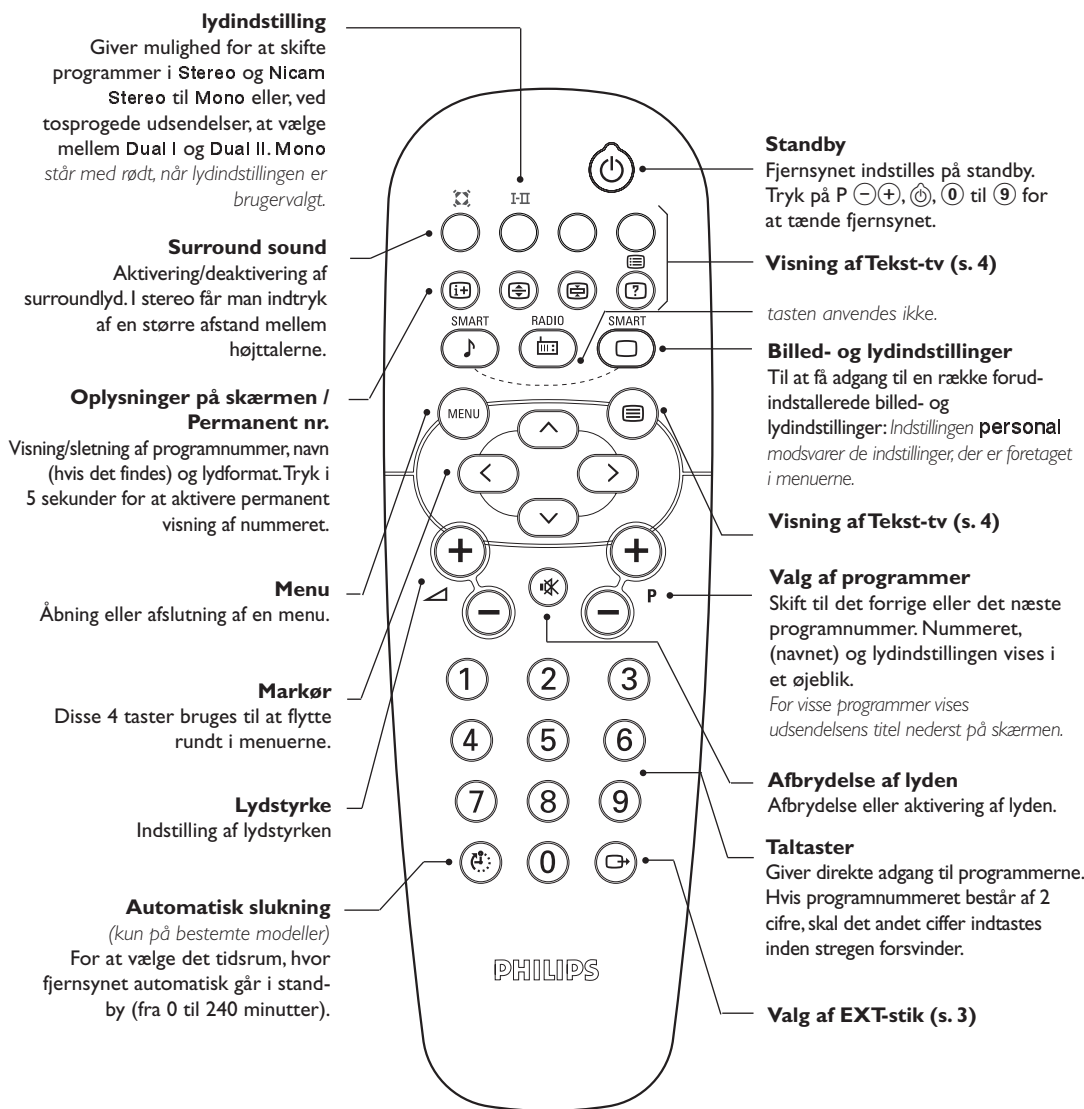 lydindstilling
Giver mulighed for at skifte
programmer i Stereo og Nicam
Stereo til Mono eller, ved
tosprogede udsendelser, at vælge
mellem Dual I og Dual II. Mono
står med rødt, når lydindstillingen er
brugervalgt.
Surround sound
Aktivering/deaktivering af
surroundlyd. I stereo får man indtryk
af en større afstand mellem
højttalerne.
Oplysninger på skærmen /
Permanent nr.
Visning/sletning af programnummer, navn
(hvis det findes) og lydformat. Tryk i
5 sekunder for at aktivere permanent
visning af nummeret.
Menu
Åbning eller afslutning af en menu.
Markør
Disse 4 taster bruges til at flytte
rundt i menuerne.
Lydstyrke
Indstilling af lydstyrken
Automatisk slukning
(kun på bestemte modeller)
For at vælge det tidsrum, hvor
fjernsynet automatisk går i stand-
by (fra 0 til 240 minutter).
I-II
i+
?
SMART RADIO SMART
MENU
P
1 2 3
4 5 6
7 8 9
0
PHILIPS
Standby
Fjernsynet indstilles på standby.
Tryk på P −+, ⏻, 0 til 9 for
at tænde fjernsynet.
Visning af Tekst-tv (s. 4)
tasten anvendes ikke.
Billed- og lydindstillinger
Til at få adgang til en række forud-
indstallerede billed- og
lydindstillinger: Indstillingen personal
modsvarer de indstillinger, der er foretaget
i menuerne.
Visning af Tekst-tv (s. 4)
Valg af programmer
Skift til det forrige eller det næste
programnummer. Nummeret,
(navnet) og lydindstillingen vises i
et øjeblik.
For visse programmer vises
udsendelsens titel nederst på skærmen.
Afbrydelse af lyden
Afbrydelse eller aktivering af lyden.
Taltaster
Giver direkte adgang til programmerne.
Hvis programnummeret består af 2
cifre, skal det andet ciffer indtastes
inden stregen forsvinder.
Valg af EXT-stik (s. 3)